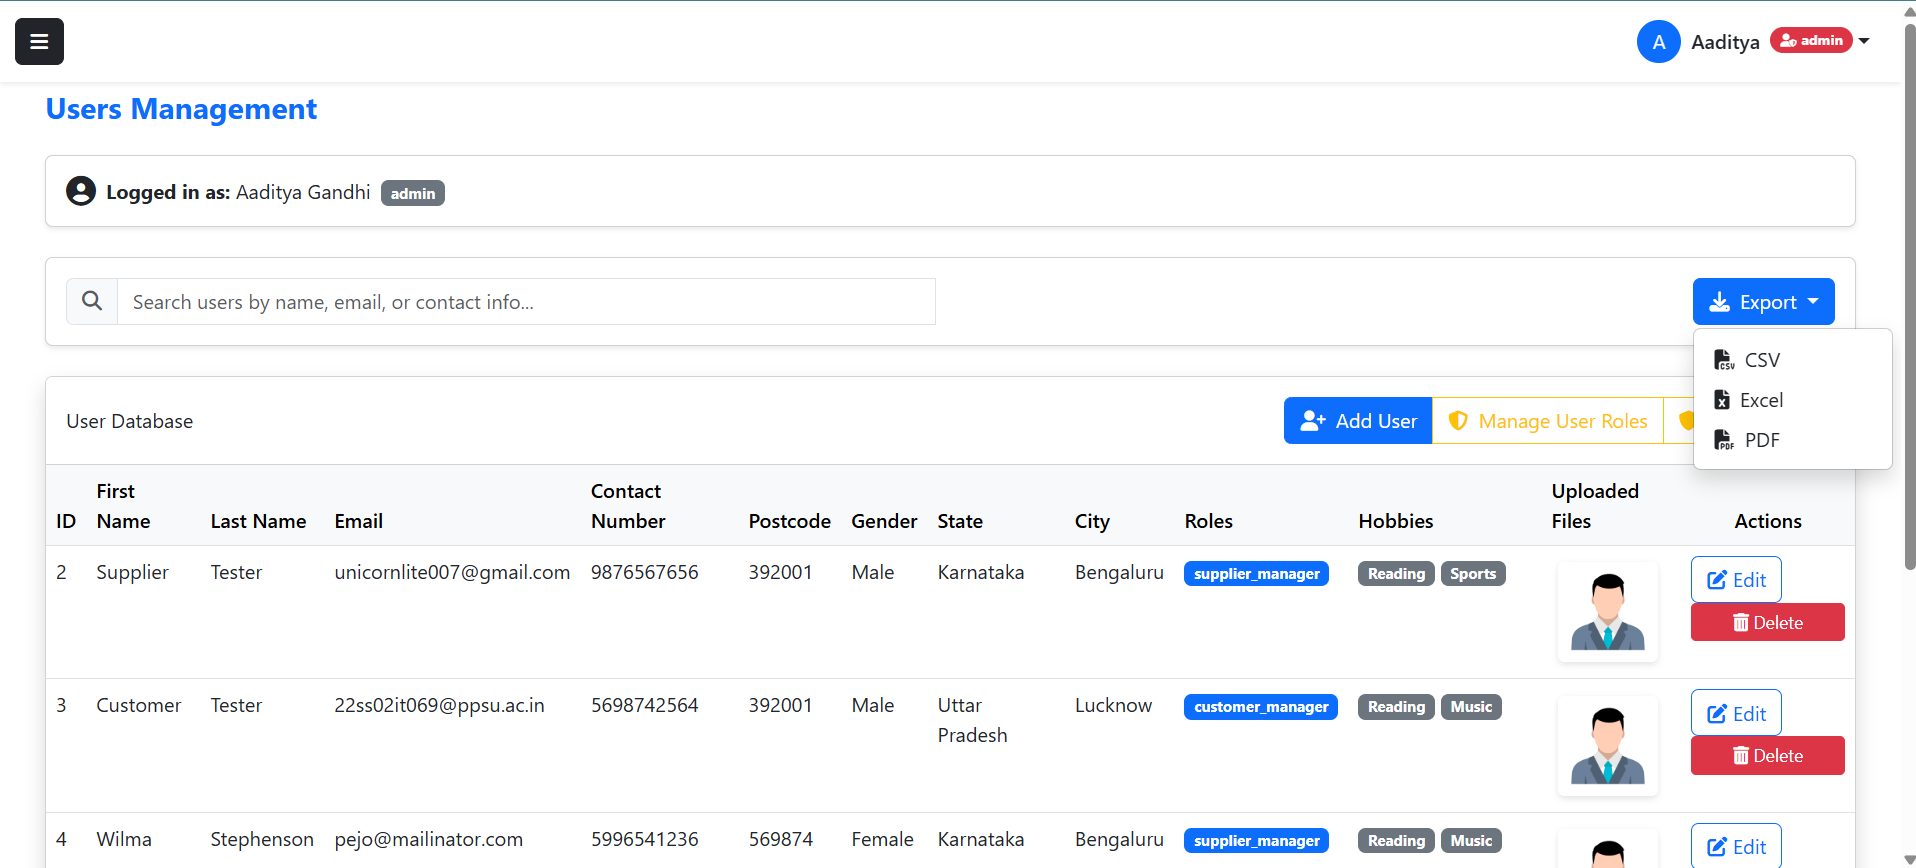 A Aaditya admin
Users Management
Logged in as: Aaditya Gandhi admin
Search users by name, email, or contact info...
Export
CSV
Excel
PDF
User Database
Add User
Manage User Roles
ID First Name Last Name Email Contact Number Postcode Gender State City Roles Hobbies Uploaded Files Actions
2 Supplier Tester unicornlite007@gmail.com 9876567656 392001 Male Karnataka Bengaluru supplier_manager Reading Sports Edit
Delete
3 Customer Tester 22ss02it069@ppsu.ac.in 5698742564 392001 Male Uttar Pradesh Lucknow customer_manager Reading Music Edit
Delete
4 Wilma Stephenson pejo@mailinator.com 5996541236 569874 Female Karnataka Bengaluru supplier_manager Reading Music Edit